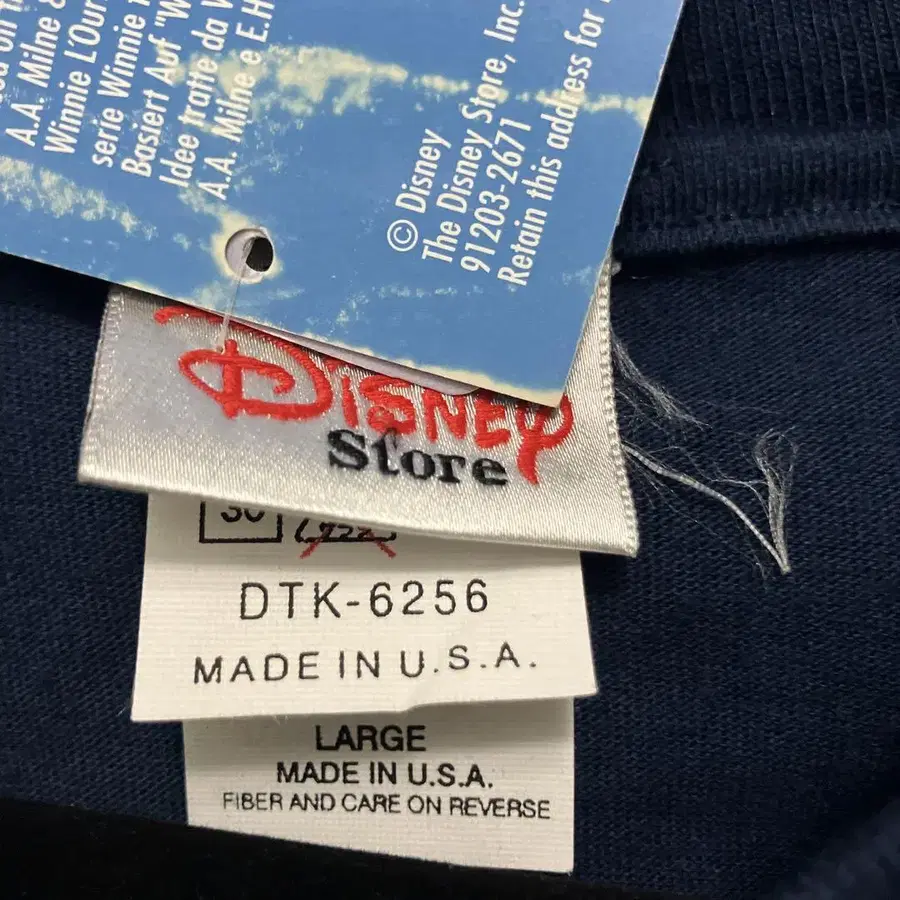 A.A. Milne &
Winnie L'Our
serie Winnie
Basiert Auf "W
Idee tratte da W
A.A. Milne e E.H
© Disney
The Disney Store, Inc.
91203-2671
Retain this address for
Disney
Store
30
DTK-6256
MADE IN U.S.A.
LARGE
MADE IN U.S.A.
FIBER AND CARE ON REVERSE